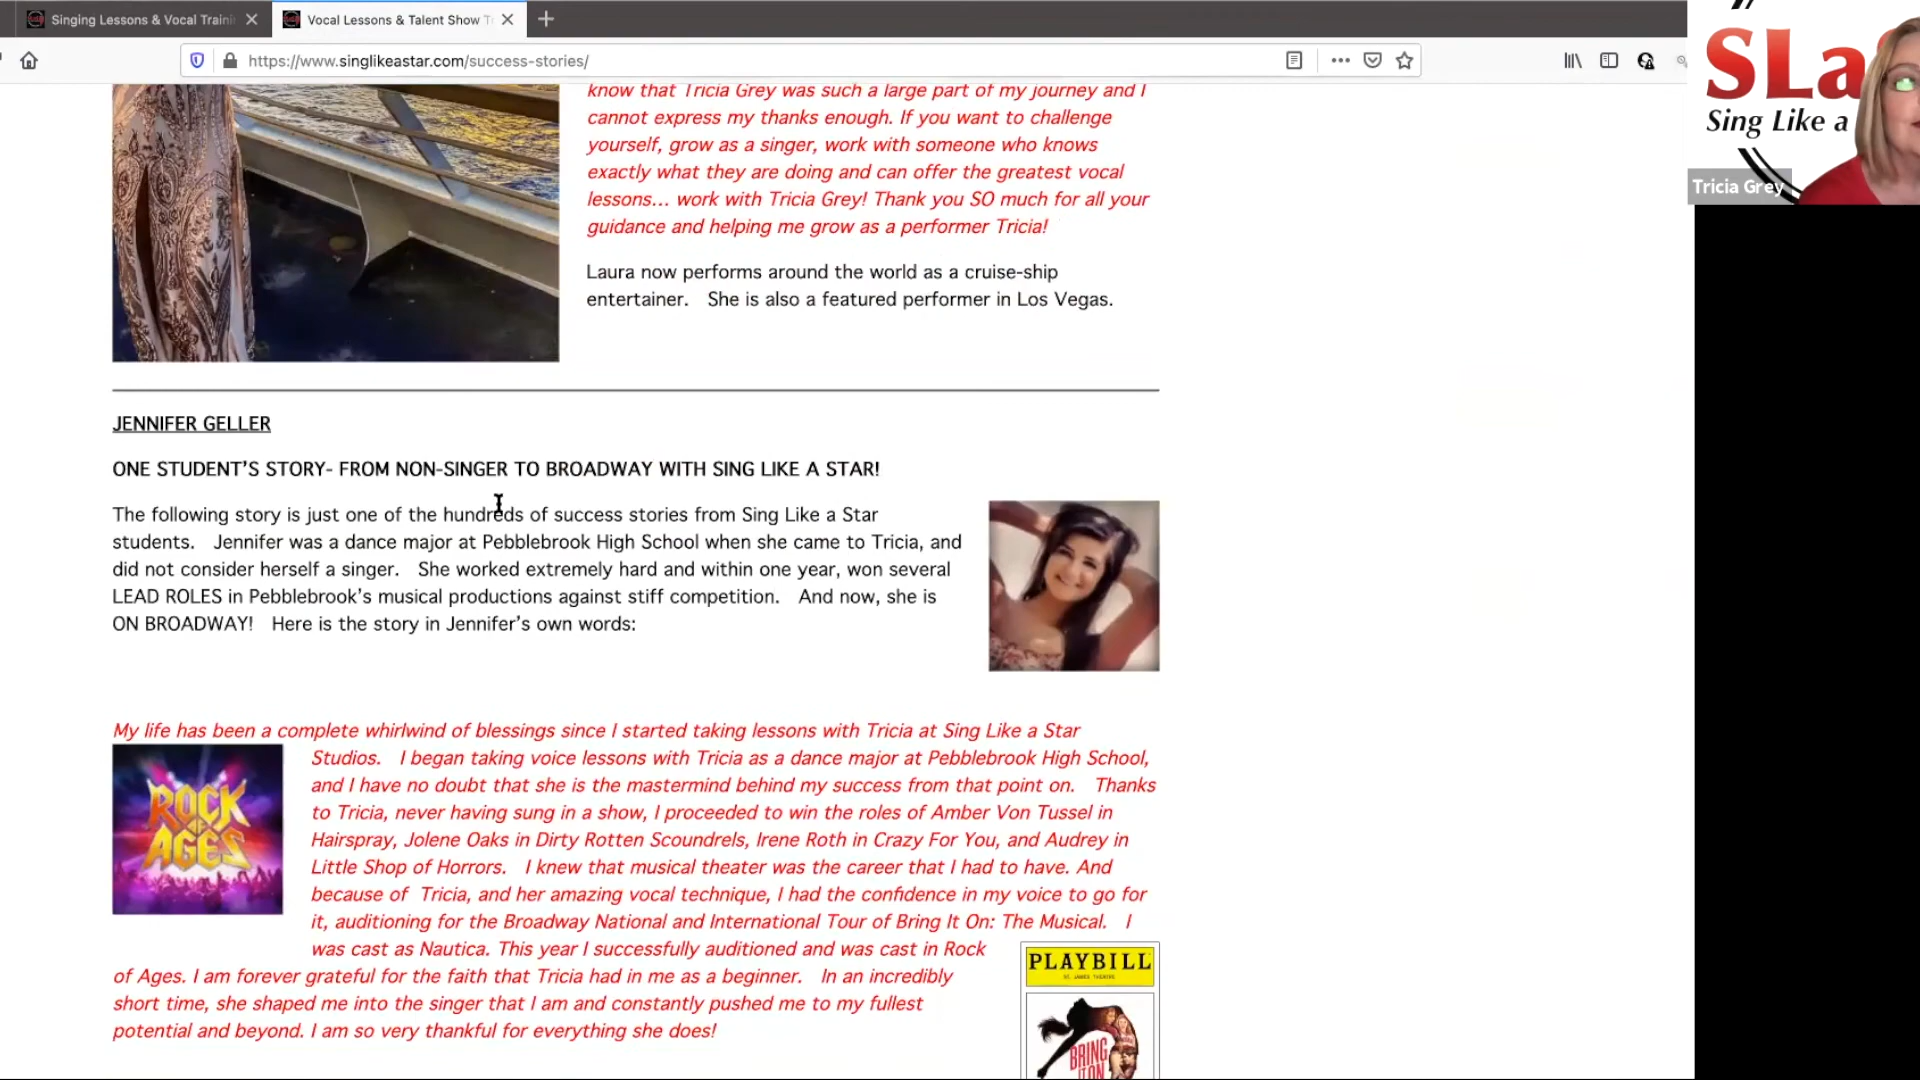 Singing Lessons & Vocal Traini
Vocal Lessons & Talent Show T
https://www.singlikeastar.com/success-stories/
SLa
Sing Like a
Tricia Grey
know that Tricia Grey was such a large part of my journey and I
cannot express my thanks enough. If you want to challenge
yourself, grow as a singer, work with someone who knows
exactly what they are doing and can offer the greatest vocal
lessons... work with Tricia Grey! Thank you SO much for all your
guidance and helping me grow as a performer Tricia!
Laura now performs around the world as a cruise-ship
entertainer. She is also a featured performer in Los Vegas.
JENNIFER GELLER
ONE STUDENT'S STORY- FROM NON-SINGER TO BROADWAY WITH SING LIKE A STAR!
The following story is just one of the hundreds of success stories from Sing Like a Star
students. Jennifer was a dance major at Pebblebrook High School when she came to Tricia, and
did not consider herself a singer. She worked extremely hard and within one year, won several
LEAD ROLES in Pebblebrook's musical productions against stiff competition. And now, she is
ON BROADWAY! Here is the story in Jennifer's own words:
My life has been a complete whirlwind of blessings since I started taking lessons with Tricia at Sing Like a Star
Studios. I began taking voice lessons with Tricia as a dance major at Pebblebrook High School,
and I have no doubt that she is the mastermind behind my success from that point on. Thanks
to Tricia, never having sung in a show, I proceeded to win the roles of Amber Von Tussel in
Hairspray, Jolene Oaks in Dirty Rotten Scoundrels, Irene Roth in Crazy For You, and Audrey in
Little Shop of Horrors. I knew that musical theater was the career that I had to have. And
because of Tricia, and her amazing vocal technique, I had the confidence in my voice to go for
it, auditioning for the Broadway National and International Tour of Bring It On: The Musical. I
was cast as Nautica. This year I successfully auditioned and was cast in Rock
of Ages. I am forever grateful for the faith that Tricia had in me as a beginner. In an incredibly
short time, she shaped me into the singer that I am and constantly pushed me to my fullest
potential and beyond. I am so very thankful for everything she does!
ROCK
OF
AGES
PLAYBILL
ST. JAMES THEATRE
BRING
IT ON